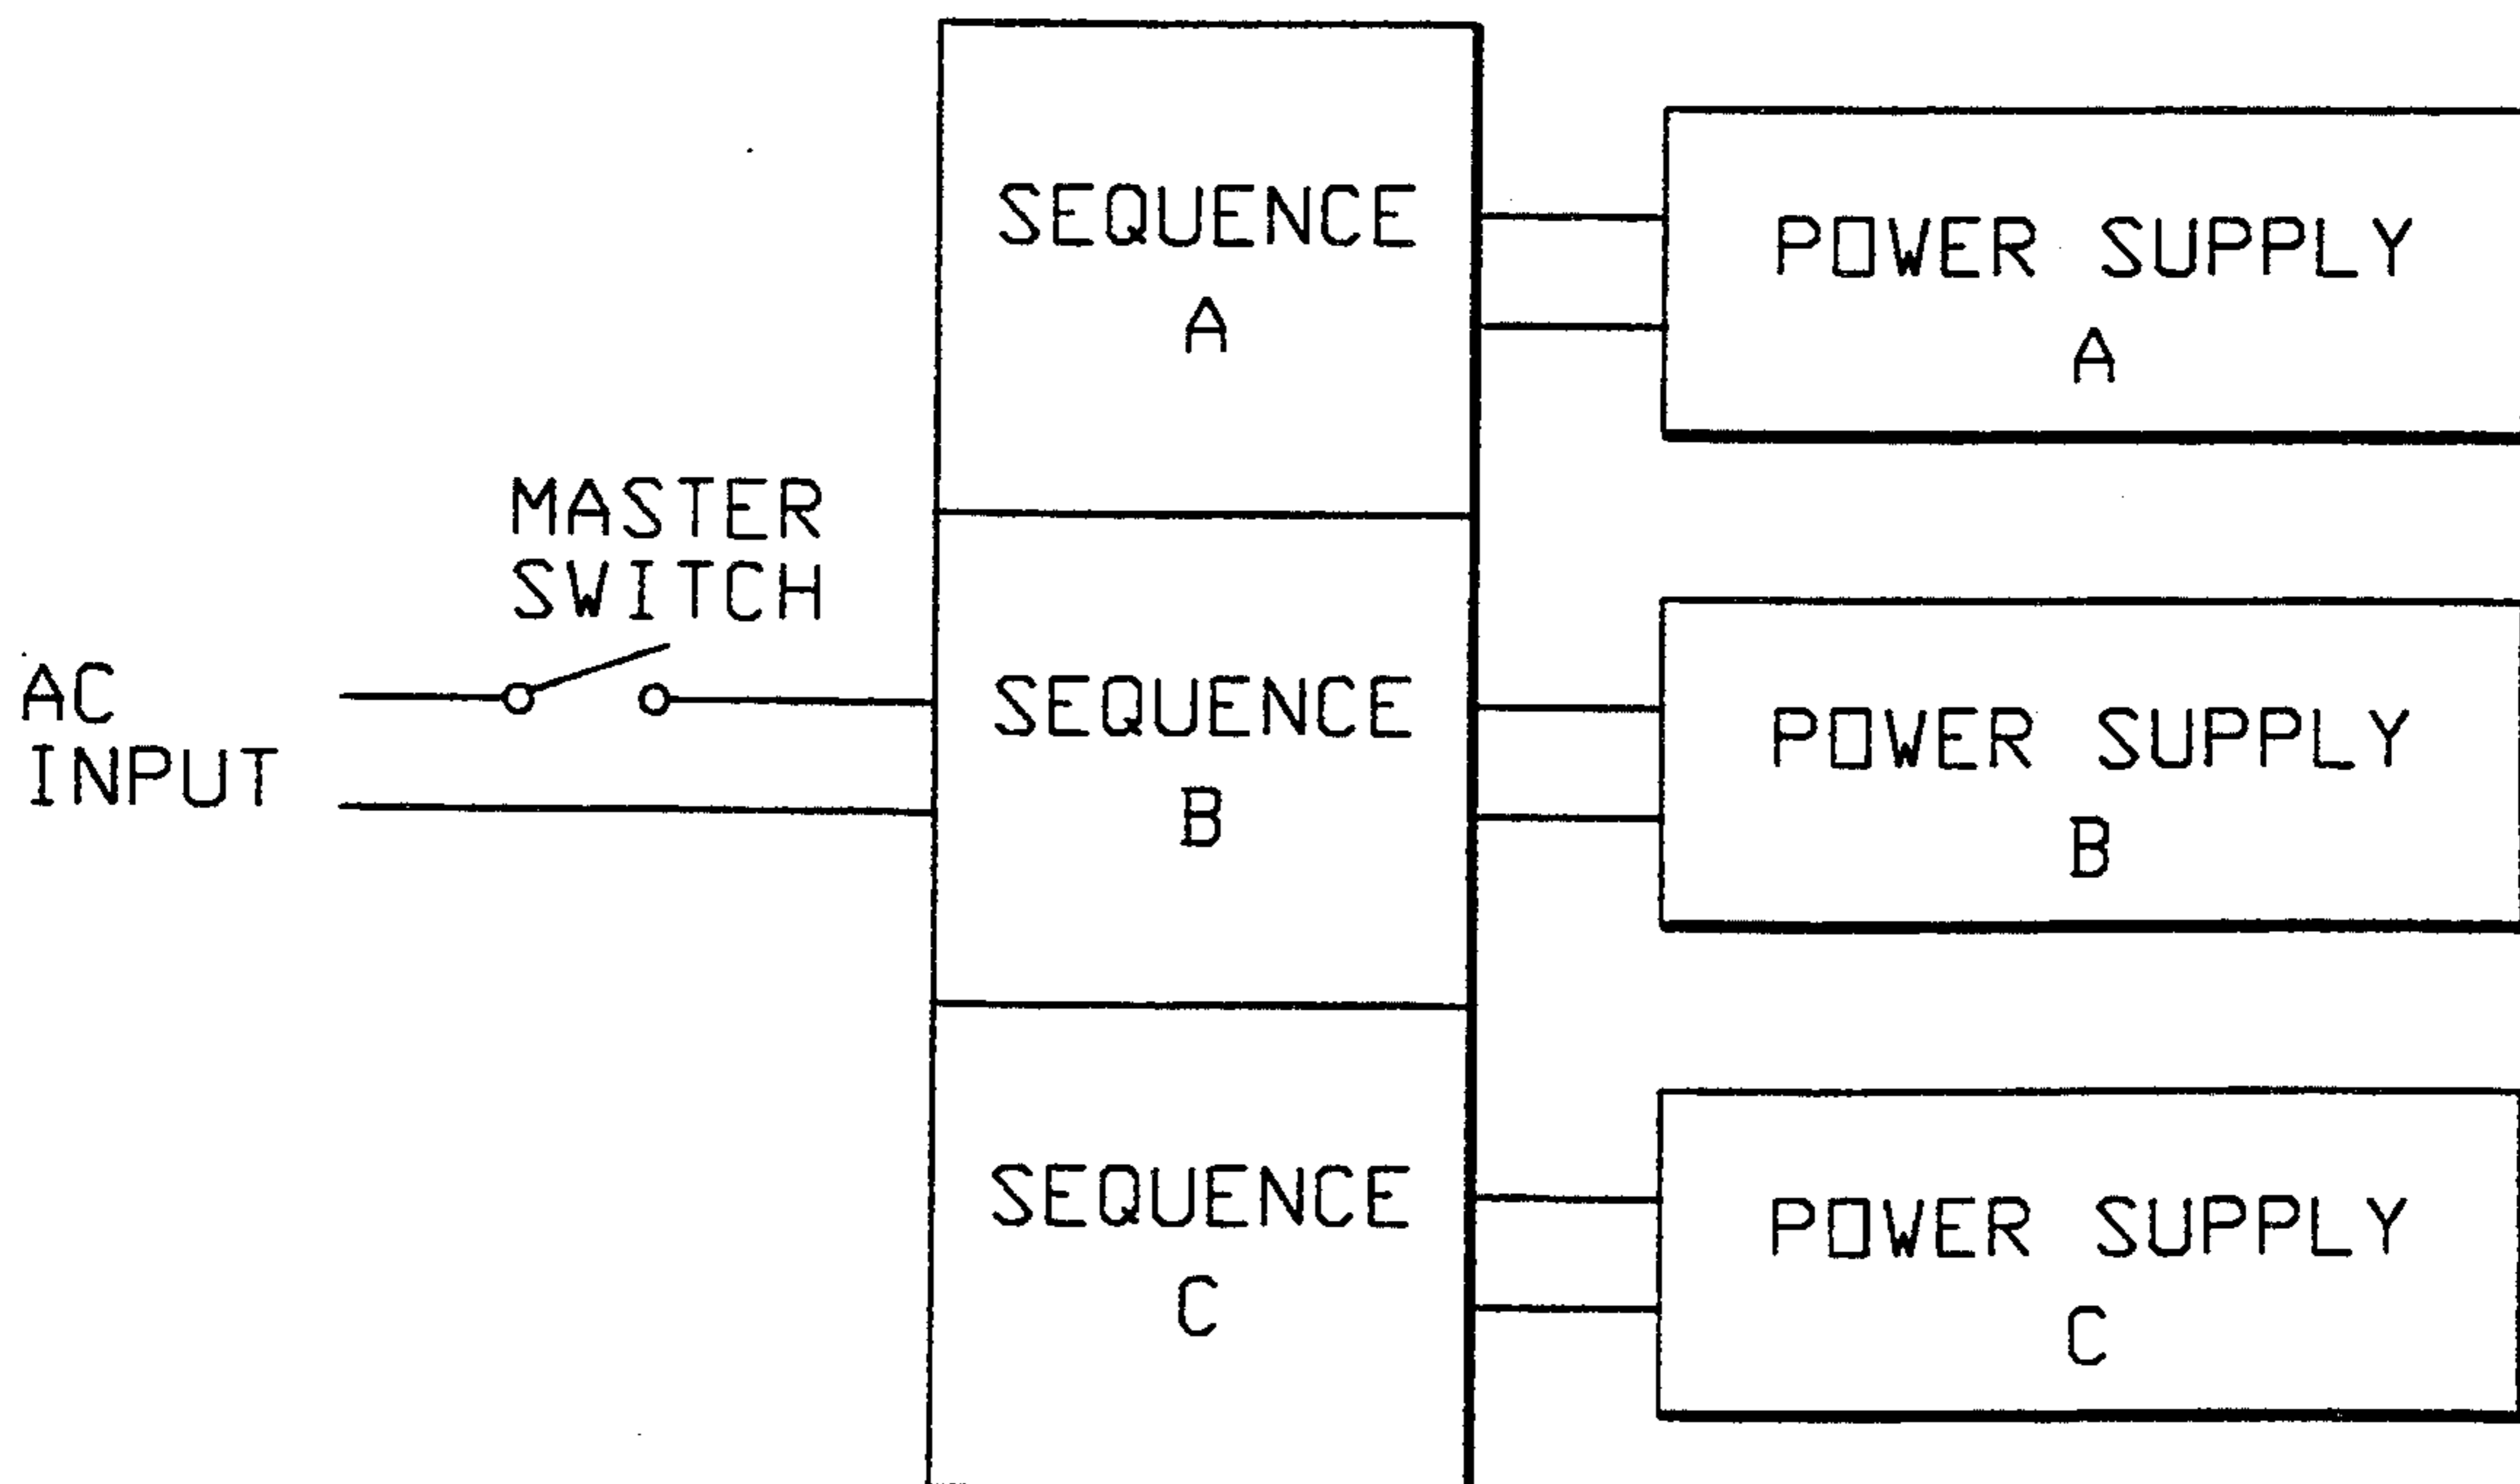 SEQUENCE
A
POWER SUPPLY
A
MASTER
SWITCH
AC
INPUT
SEQUENCE
B
POWER SUPPLY
B
SEQUENCE
C
POWER SUPPLY
C